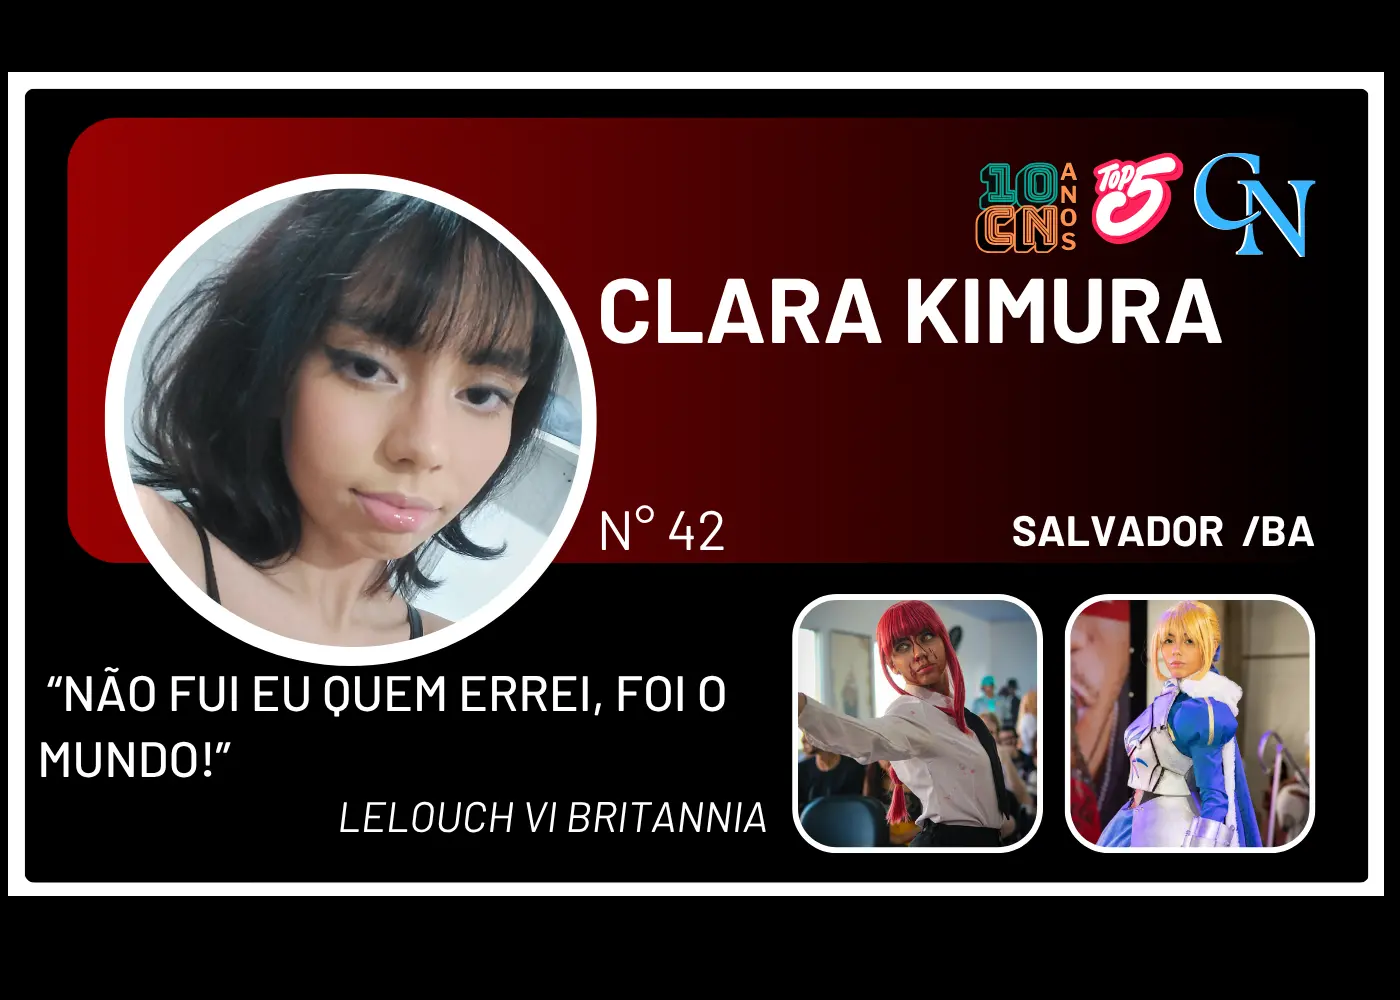 10
ANOS
CN
TOP
5
CN
CLARA KIMURA
N° 42
SALVADOR /BA
“NÃO FUI EU QUEM ERREI, FOI O
MUNDO!”
LELOUCH VI BRITANNIA